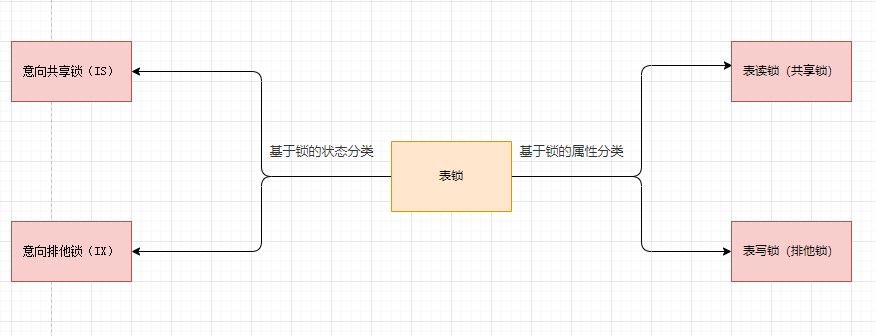 意向共享锁（IS）
表读锁（共享锁）
基于锁的状态分类
基于锁的属性分类
表锁
意向排他锁（IX）
表写锁（排他锁）